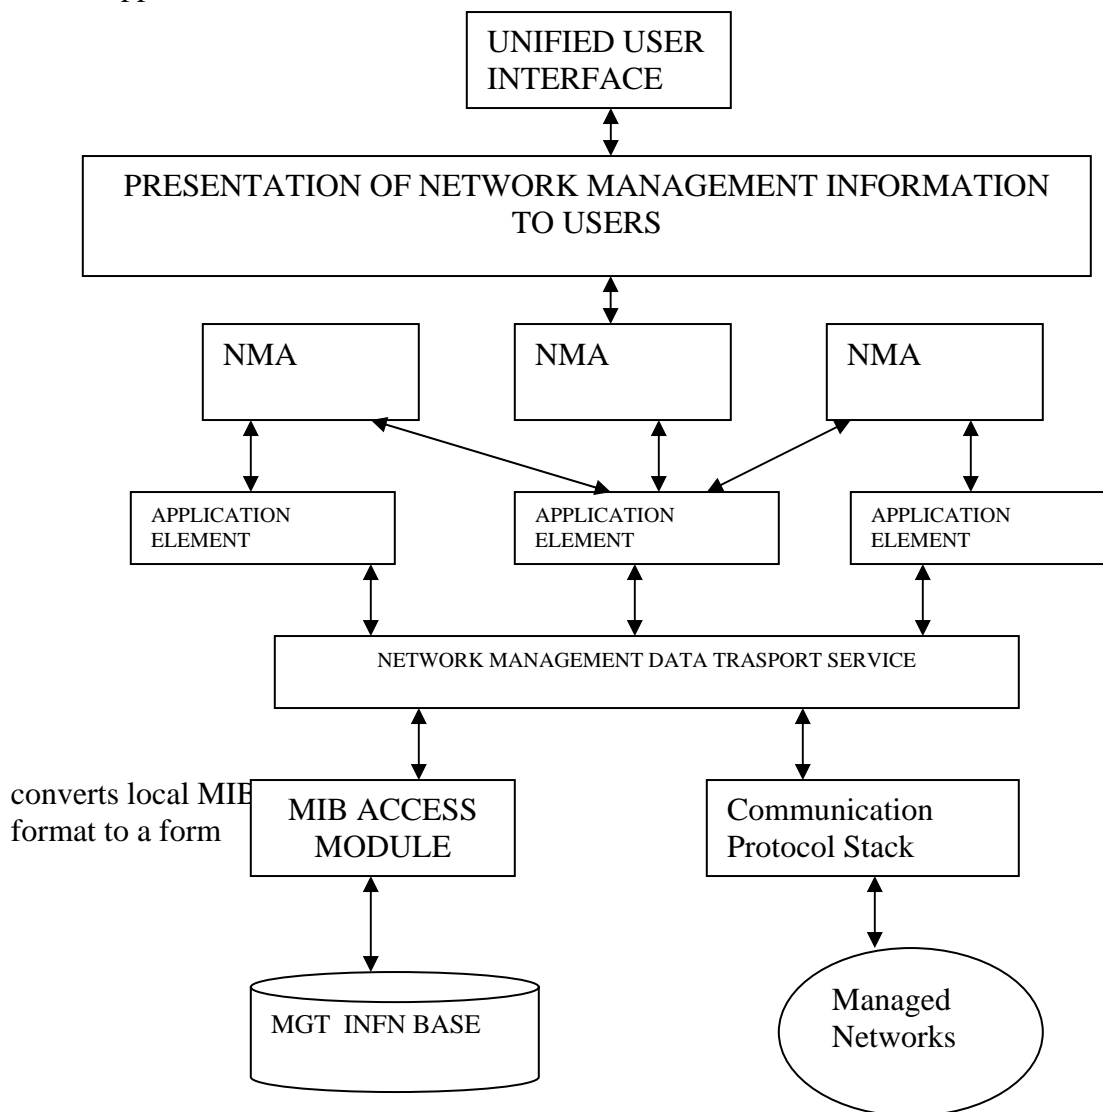 UNIFIED USER
INTERFACE
PRESENTATION OF NETWORK MANAGEMENT INFORMATION
TO USERS
NMA
NMA
NMA
APPLICATION
ELEMENT
APPLICATION
ELEMENT
APPLICATION
ELEMENT
NETWORK MANAGEMENT DATA TRASPORT SERVICE
converts local MIB
format to a form
MIB ACCESS
MODULE
Communication
Protocol Stack
MGT INFN BASE
Managed
Networks